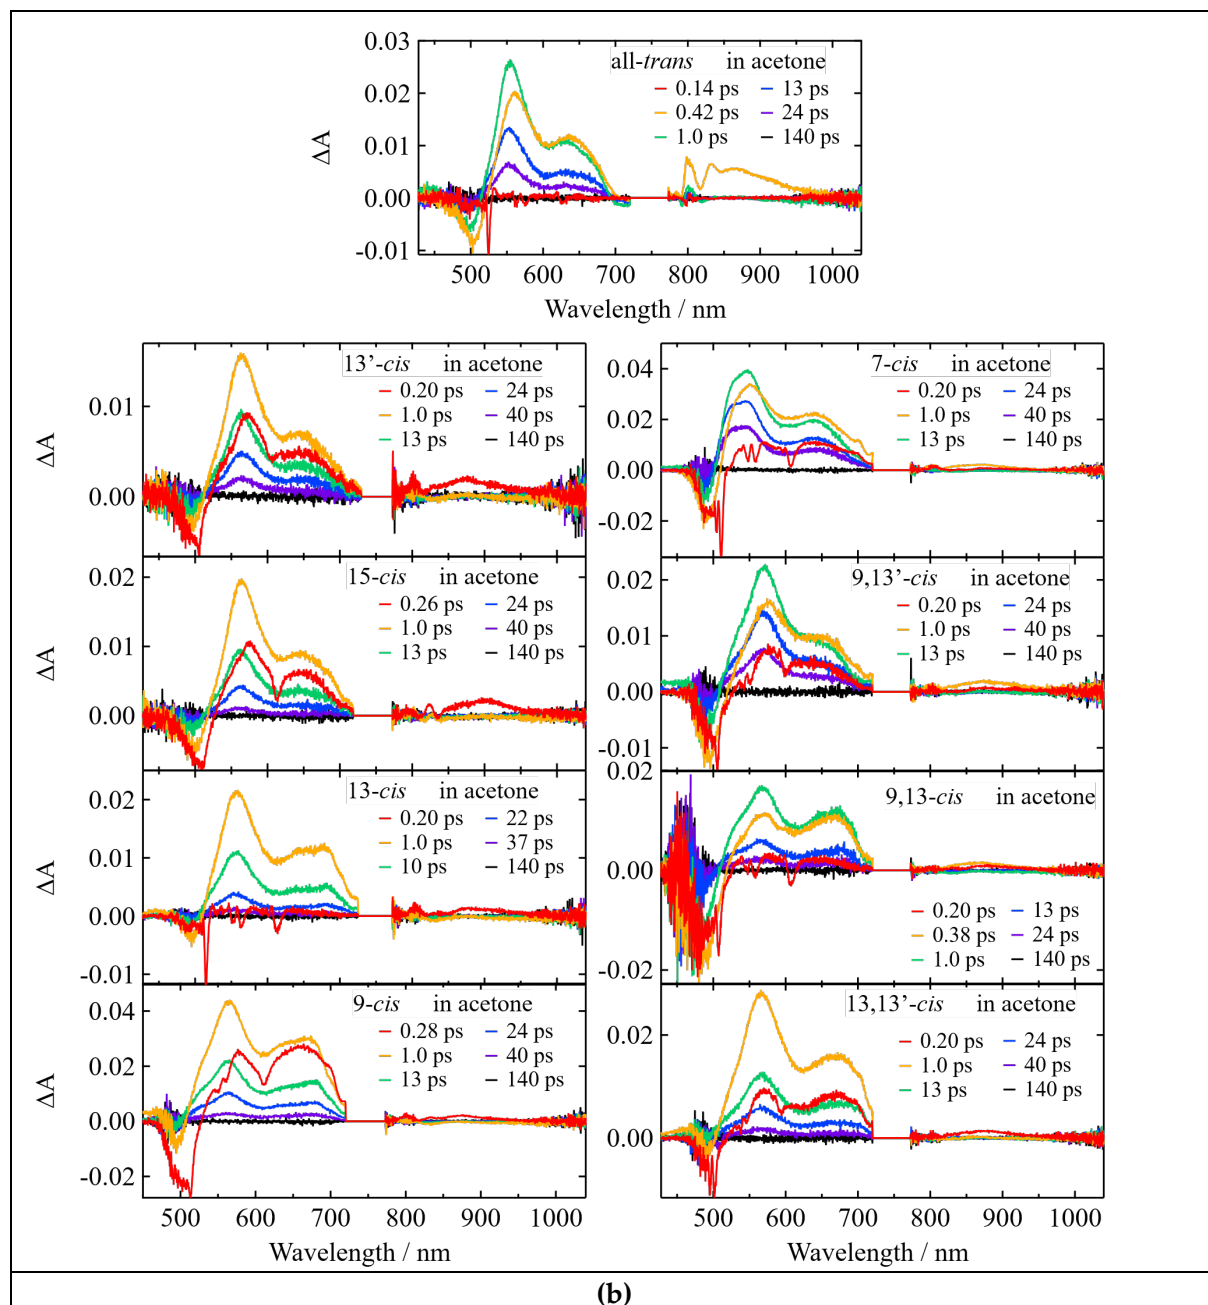 all-trans in acetone
0.14 ps 13 ps
0.42 ps 24 ps
1.0 ps 140 ps
0.03
0.02
0.01
0.00
-0.01
ΔA
500 600 700 800 900 1000
Wavelength / nm
13’-cis in acetone
0.20 ps 24 ps
1.0 ps 40 ps
13 ps 140 ps
0.01
0.00
ΔA
15-cis in acetone
0.26 ps 24 ps
1.0 ps 40 ps
13 ps 140 ps
0.02
0.01
0.00
ΔA
13-cis in acetone
0.20 ps 22 ps
1.0 ps 37 ps
10 ps 140 ps
0.02
0.01
0.00
-0.01
ΔA
9-cis in acetone
0.28 ps 24 ps
1.0 ps 40 ps
13 ps 140 ps
0.04
0.02
0.00
-0.02
ΔA
500 600 700 800 900 1000
Wavelength / nm
7-cis in acetone
0.20 ps 24 ps
1.0 ps 40 ps
13 ps 140 ps
0.04
0.02
0.00
-0.02
9,13’-cis in acetone
0.20 ps 24 ps
1.0 ps 40 ps
13 ps 140 ps
0.02
0.01
0.00
-0.01
9,13-cis in acetone
0.20 ps 13 ps
0.38 ps 24 ps
1.0 ps 140 ps
0.02
0.00
-0.02
13,13’-cis in acetone
0.20 ps 24 ps
1.0 ps 40 ps
13 ps 140 ps
0.02
0.00
500 600 700 800 900 1000
Wavelength / nm
(b)